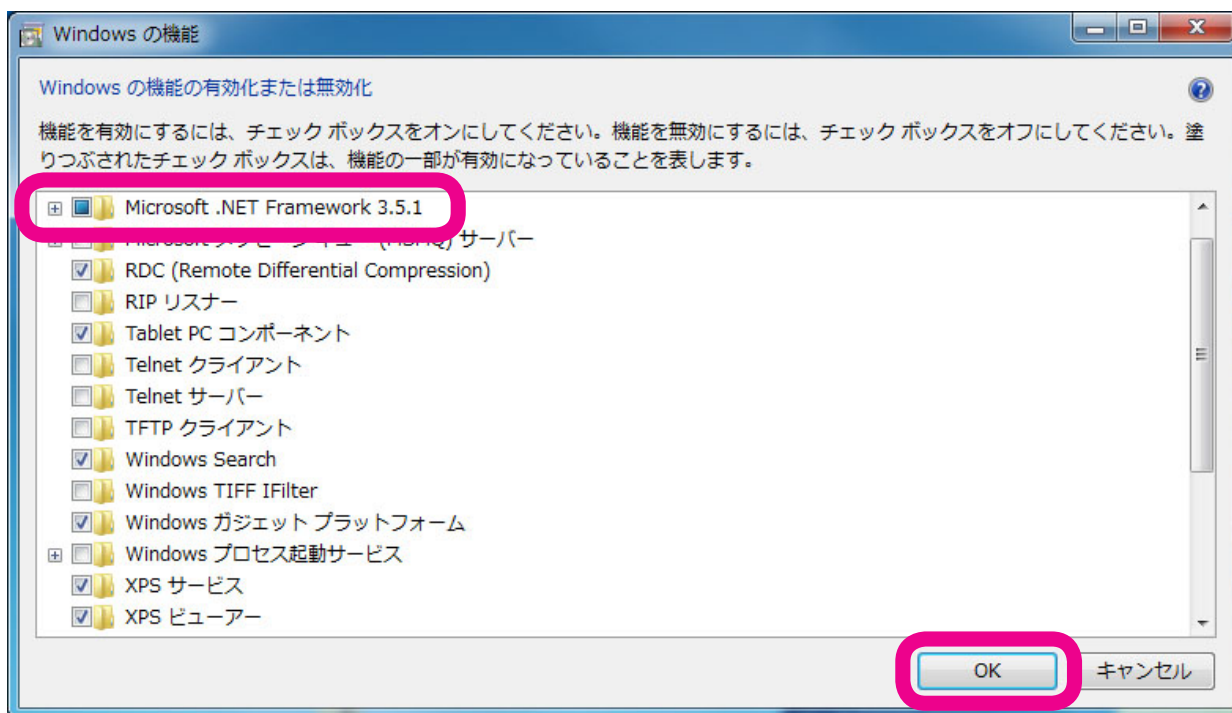 Windows の機能
Windows の機能の有効化または無効化
機能を有効にするには、チェック ボックスをオンにしてください。機能を無効にするには、チェック ボックスをオフにしてください。塗
りつぶされたチェック ボックスは、機能の一部が有効になっていることを表します。
Microsoft .NET Framework 3.5.1
Microsoft メッセージ キュー (MSMQ) サーバー
RDC (Remote Differential Compression)
RIP リスナー
Tablet PC コンポーネント
Telnet クライアント
Telnet サーバー
TFTP クライアント
Windows Search
Windows TIFF IFilter
Windows ガジェット プラットフォーム
Windows プロセス起動サービス
XPS サービス
XPS ビューアー
OK
キャンセル